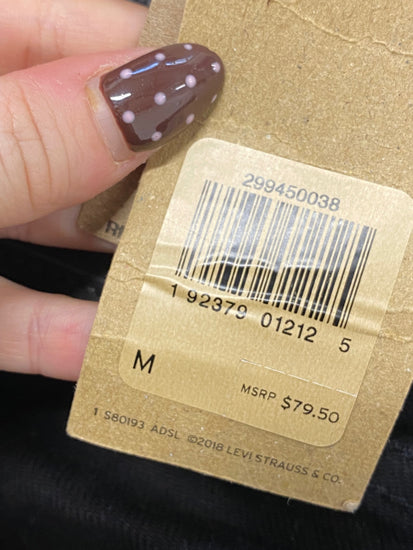 299450038
1 92379 01212 5
M
MSRP $79.50
1 S80193 ADSL ©2018 LEVI STRAUSS & CO.